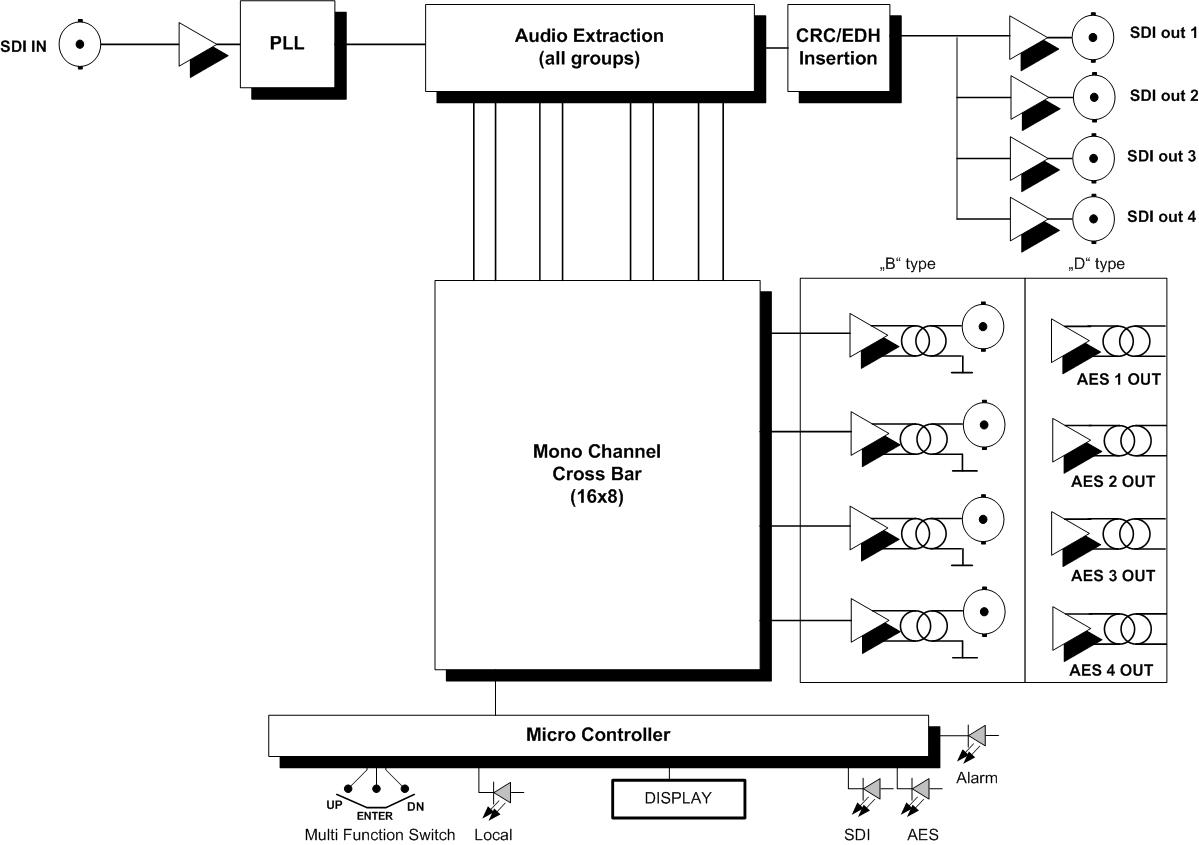 SDI IN
PLL
Audio Extraction
(all groups)
CRC/EDH
Insertion
SDI out 1
SDI out 2
SDI out 3
SDI out 4
„B“ type
„D“ type
AES 1 OUT
AES 2 OUT
AES 3 OUT
AES 4 OUT
Mono Channel
Cross Bar
(16x8)
Micro Controller
Alarm
UP
ENTER
DN
Multi Function Switch
Local
DISPLAY
SDI
AES